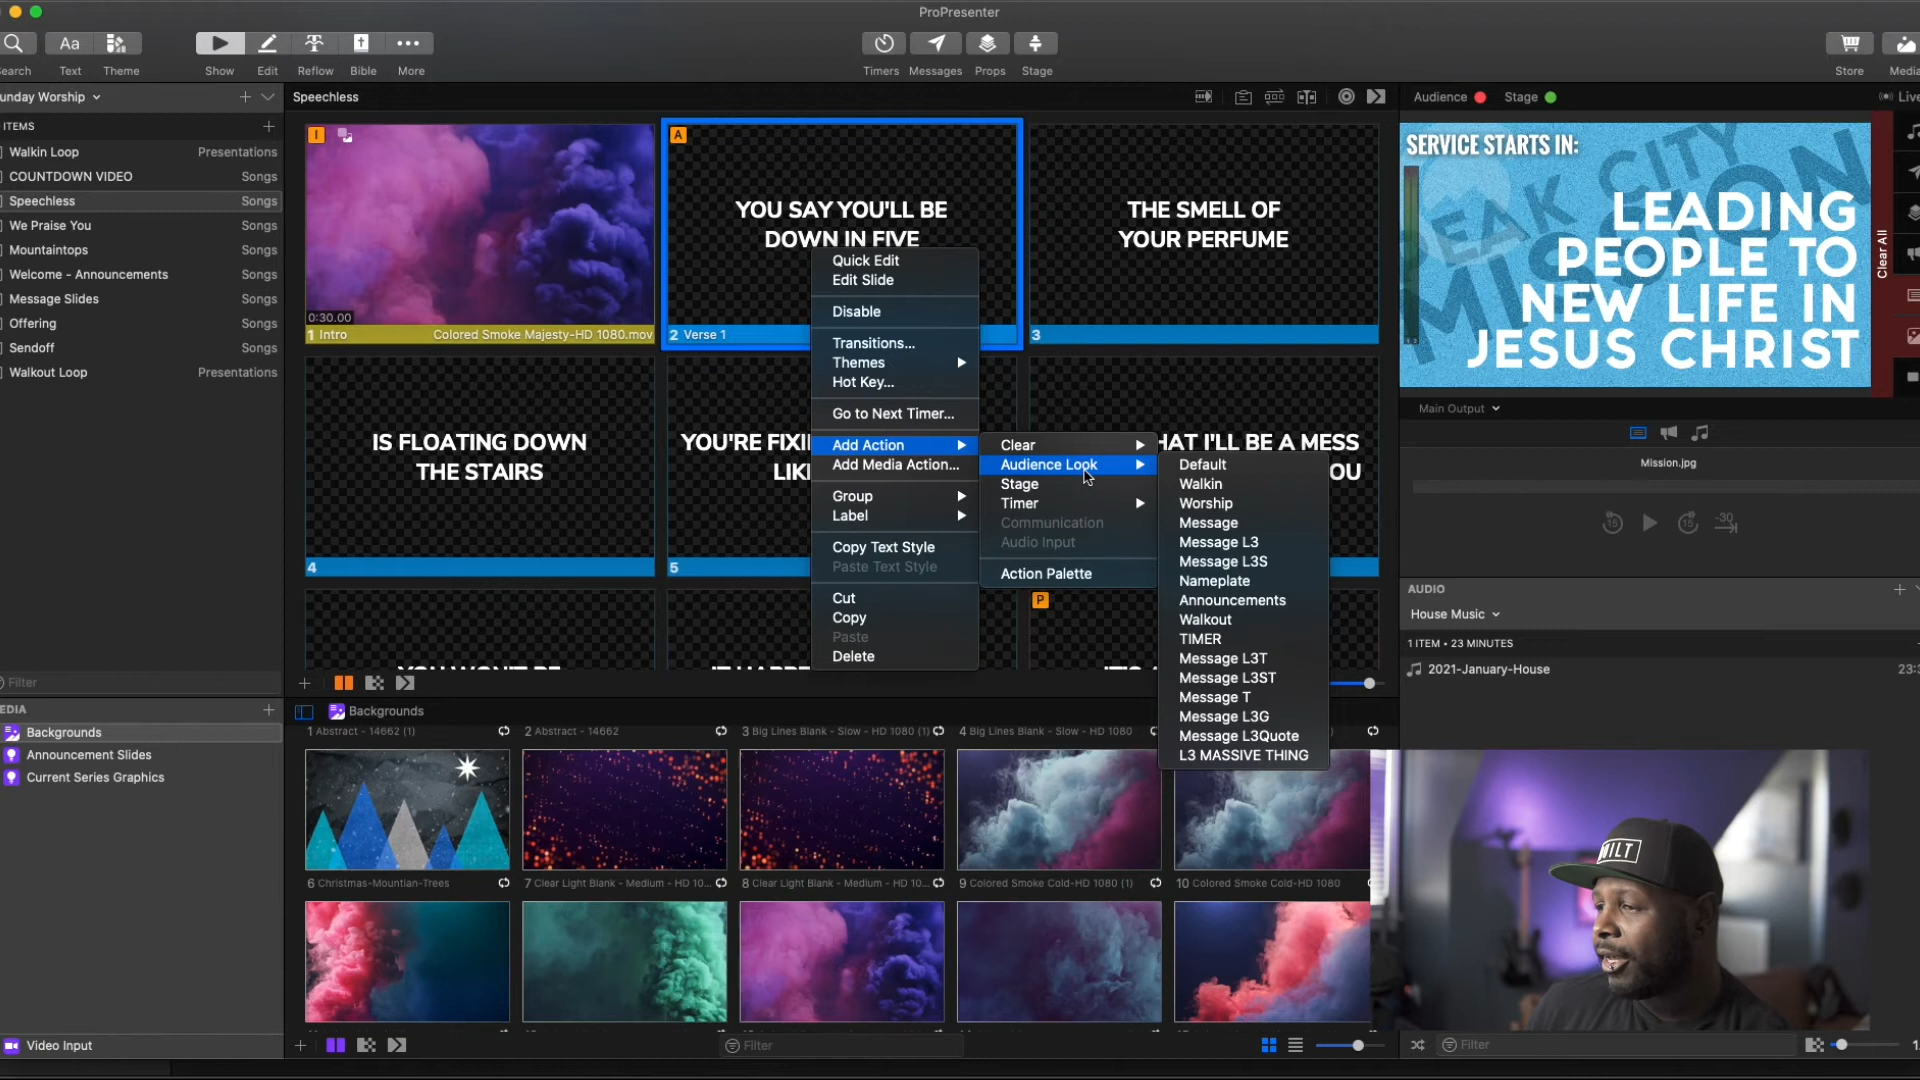 ProPresenter
Search
Text
Theme
Show
Edit
Reflow
Bible
More
Timers
Messages
Props
Stage
Store
Media
unday Worship
ITEMS
Walkin Loop Presentations
COUNTDOWN VIDEO Songs
Speechless Songs
We Praise You Songs
Mountaintops Songs
Welcome - Announcements Songs
Message Slides Songs
Offering Songs
Sendoff Songs
Walkout Loop Presentations
Filter
Speechless
I
0:30.00
1 Intro Colored Smoke Majesty-HD 1080.mov
A
YOU SAY YOU'LL BE
DOWN IN FIVE
2 Verse 1
THE SMELL OF
YOUR PERFUME
3
IS FLOATING DOWN
THE STAIRS
4
YOU'RE FIXI
LIK
5
HAT I'LL BE A MESS
OU
P
Quick Edit
Edit Slide
Disable
Transitions...
Themes
Hot Key...
Go to Next Timer...
Add Action
Add Media Action...
Group
Label
Copy Text Style
Paste Text Style
Cut
Copy
Paste
Delete
Clear
Audience Look
Stage
Timer
Communication
Audio Input
Action Palette
Default
Walkin
Worship
Message
Message L3
Message L3S
Nameplate
Announcements
Walkout
TIMER
Message L3T
Message L3ST
Message T
Message L3G
Message L3Quote
L3 MASSIVE THING
Audience
Stage
Live
SERVICE STARTS IN:
PEAK CITY
MISSION
LEADING
PEOPLE TO
NEW LIFE IN
JESUS CHRIST
Clear All
Main Output
Mission.jpg
15
15
-30
AUDIO
House Music
1 ITEM • 23 MINUTES
2021-January-House 23:
Filter
EDIA
Backgrounds
Announcement Slides
Current Series Graphics
Video Input
Backgrounds
1 Abstract - 14662 (1)
2 Abstract - 14662
3 Big Lines Blank - Slow - HD 1080 (1)
4 Big Lines Blank - Slow - HD 1080
6 Christmas-Mountian-Trees
7 Clear Light Blank - Medium - HD 10...
8 Clear Light Blank - Medium - HD 10...
9 Colored Smoke Cold-HD 1080 (1)
10 Colored Smoke Cold-HD 1080
Filter